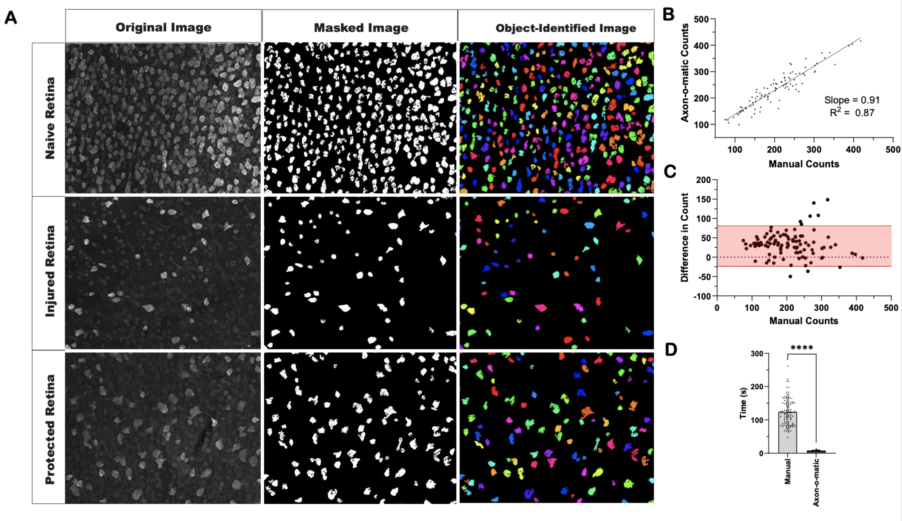 A
Original Image
Masked Image
Object-Identified Image
Naive Retina
Injured Retina
Protected Retina
B
Axon-o-matic Counts
500
400
300
200
100
Slope = 0.91
R2 = 0.87
100
200
300
400
500
Manual Counts
C
Difference in Count
200
150
100
50
0
-50
-100
0
100
200
300
400
500
Manual Counts
D
****
Time (s)
300
200
100
0
Manual
Axon-o-matic